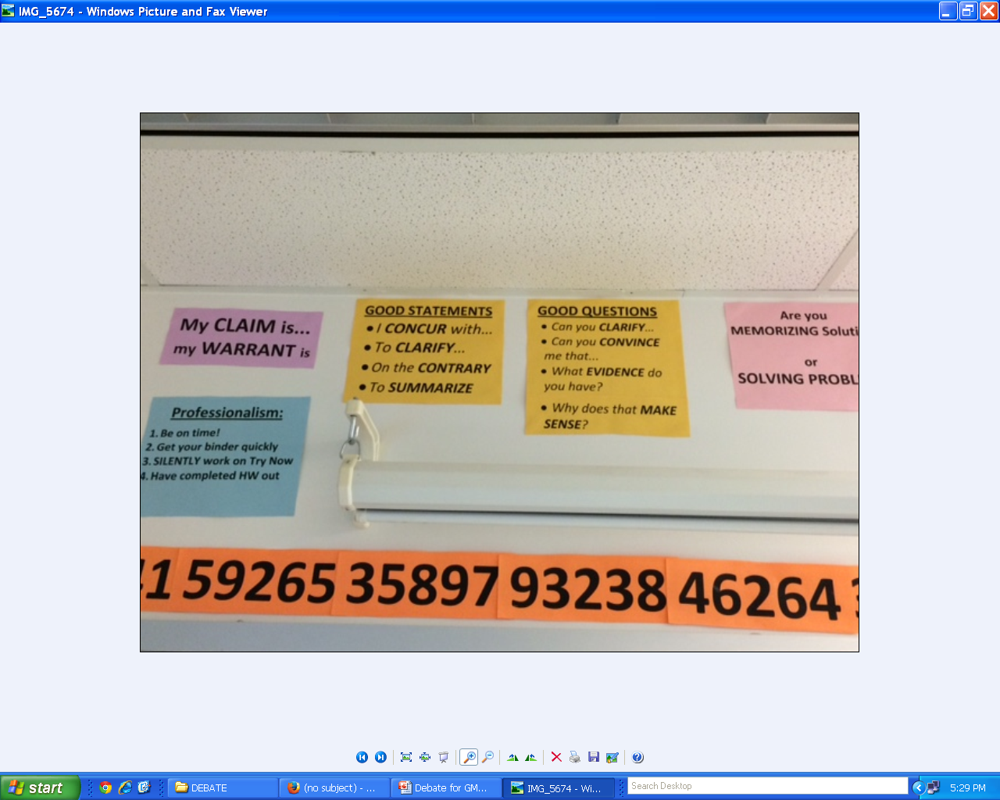 IMG_5674 - Windows Picture and Fax Viewer
My CLAIM is...
my WARRANT is
GOOD STATEMENTS
• I CONCUR with...
• To CLARIFY...
• On the CONTRARY
• To SUMMARIZE
GOOD QUESTIONS
• Can you CLARIFY...
• Can you CONVINCE
me that...
• What EVIDENCE do
you have?
• Why does that MAKE
SENSE?
Are you
MEMORIZING Soluti
or
SOLVING PROBL
Professionalism:
1. Be on time!
2. Get your binder quickly
3. SILENTLY work on Try Now
4. Have completed HW out
41 59265 35897 93238 46264
start
DEBATE
(no subject) - ...
Debate for GM...
IMG_5674 - Wi...
Search Desktop
5:29 PM